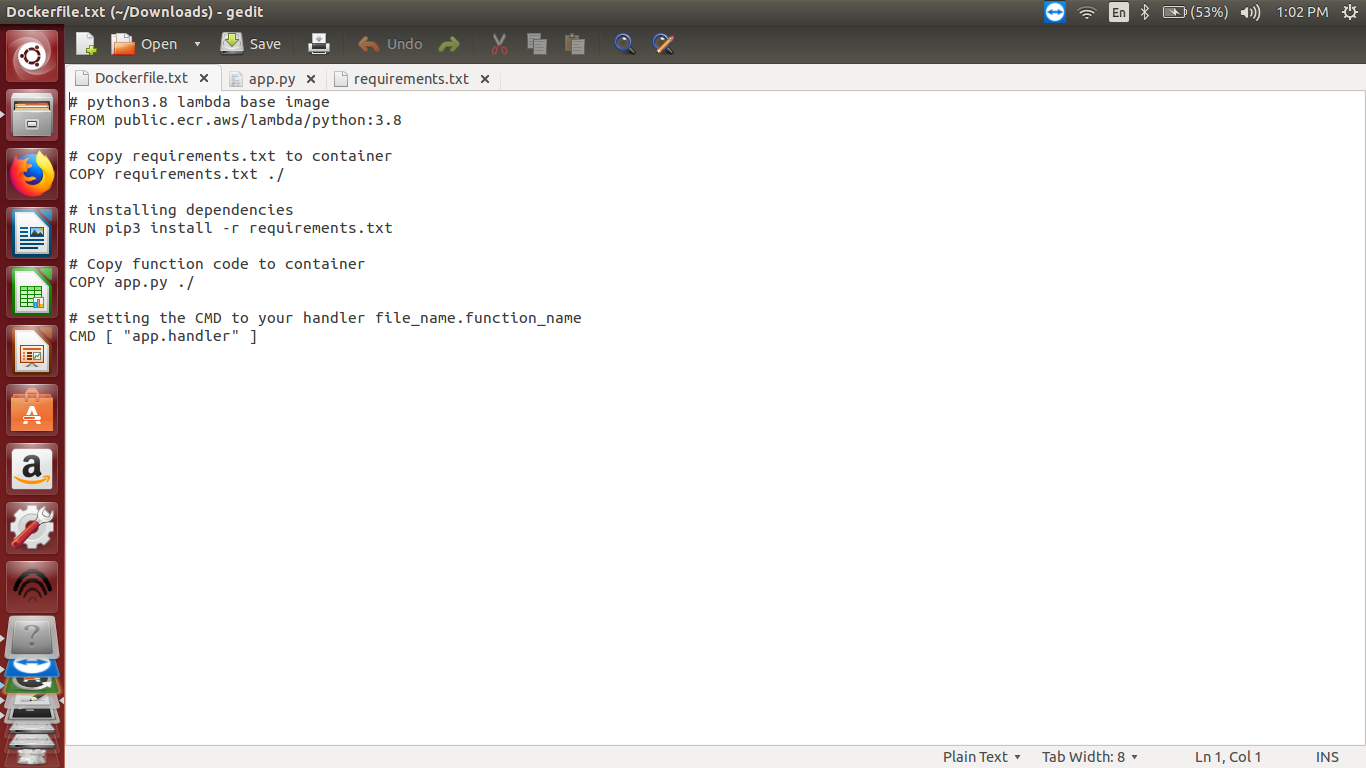 Dockerfile.txt (~/Downloads) - gedit
En
(53%)
1:02 PM
Open
Save
Undo
Dockerfile.txt
app.py
requirements.txt
# python3.8 lambda base image
FROM public.ecr.aws/lambda/python:3.8
# copy requirements.txt to container
COPY requirements.txt ./
# installing dependencies
RUN pip3 install -r requirements.txt
# Copy function code to container
COPY app.py ./
# setting the CMD to your handler file_name.function_name
CMD [ "app.handler" ]
Plain Text
Tab Width: 8
Ln 1, Col 1
INS